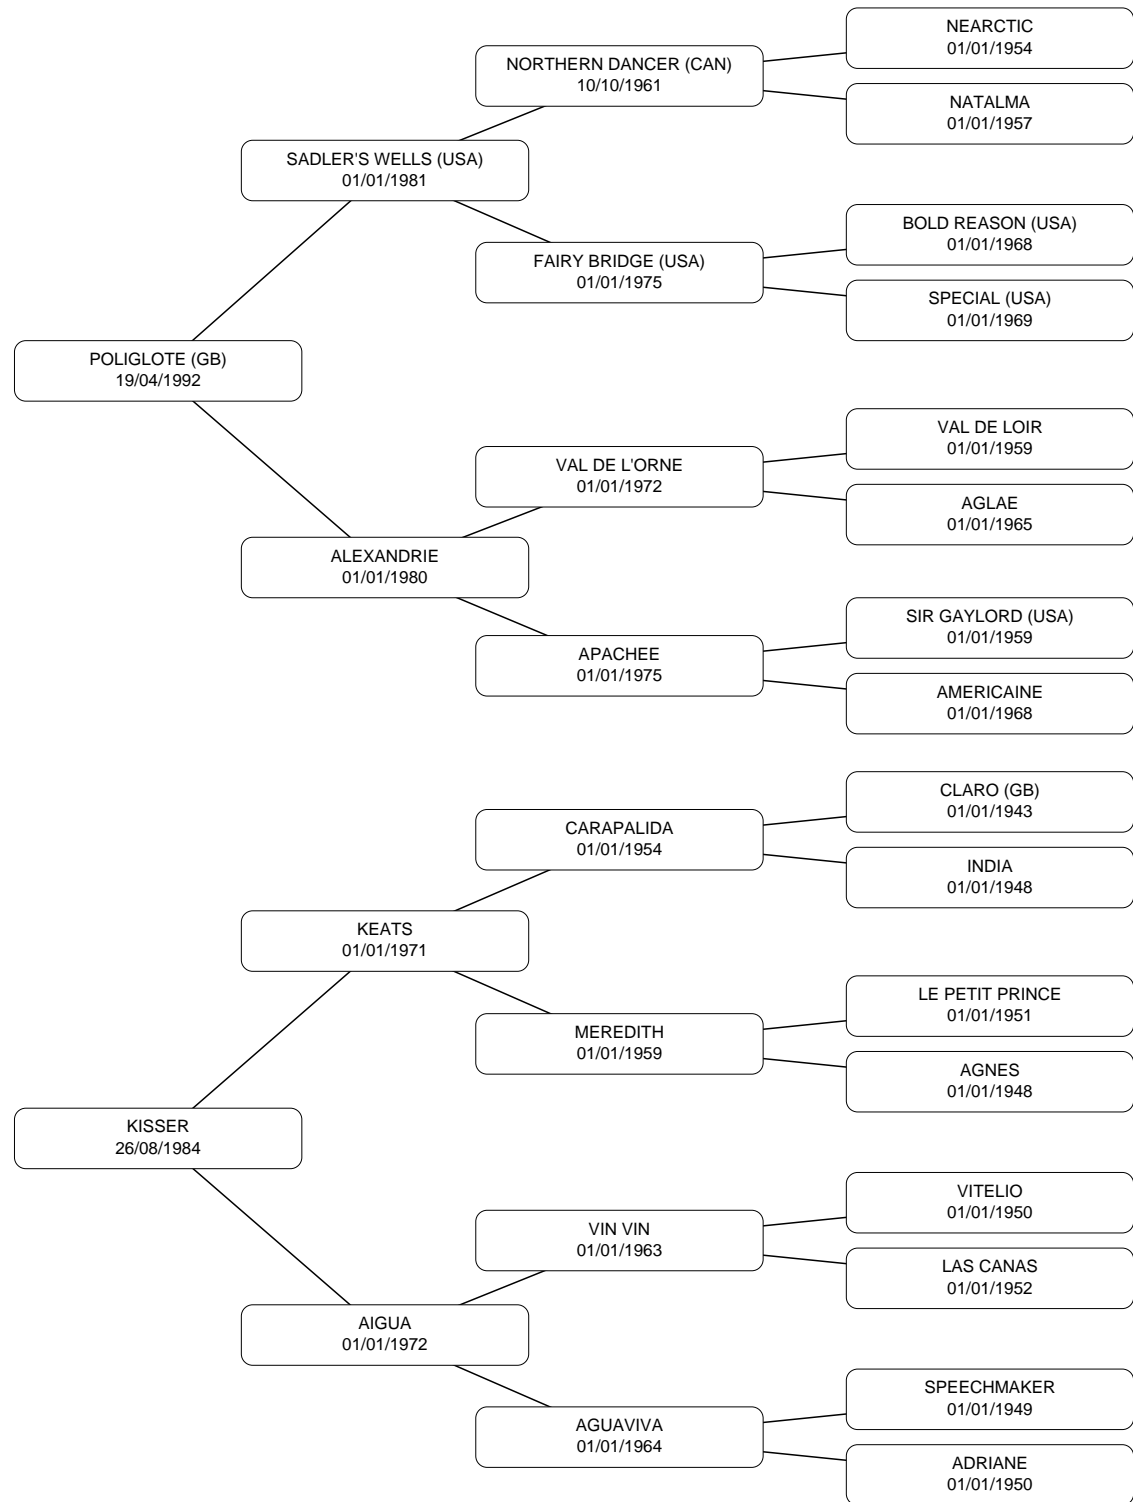 NEARCTIC
01/01/1954
NORTHERN DANCER (CAN)
10/10/1961
NATALMA
01/01/1957
SADLER'S WELLS (USA)
01/01/1981
BOLD REASON (USA)
01/01/1968
FAIRY BRIDGE (USA)
01/01/1975
SPECIAL (USA)
01/01/1969
POLIGLOTE (GB)
19/04/1992
VAL DE LOIR
01/01/1959
VAL DE L'ORNE
01/01/1972
AGLAE
01/01/1965
ALEXANDRIE
01/01/1980
SIR GAYLORD (USA)
01/01/1959
APACHEE
01/01/1975
AMERICAINE
01/01/1968
CLARO (GB)
01/01/1943
CARAPALIDA
01/01/1954
INDIA
01/01/1948
KEATS
01/01/1971
LE PETIT PRINCE
01/01/1951
MEREDITH
01/01/1959
AGNES
01/01/1948
KISSER
26/08/1984
VITELIO
01/01/1950
VIN VIN
01/01/1963
LAS CANAS
01/01/1952
AIGUA
01/01/1972
SPEECHMAKER
01/01/1949
AGUAVIVA
01/01/1964
ADRIANE
01/01/1950